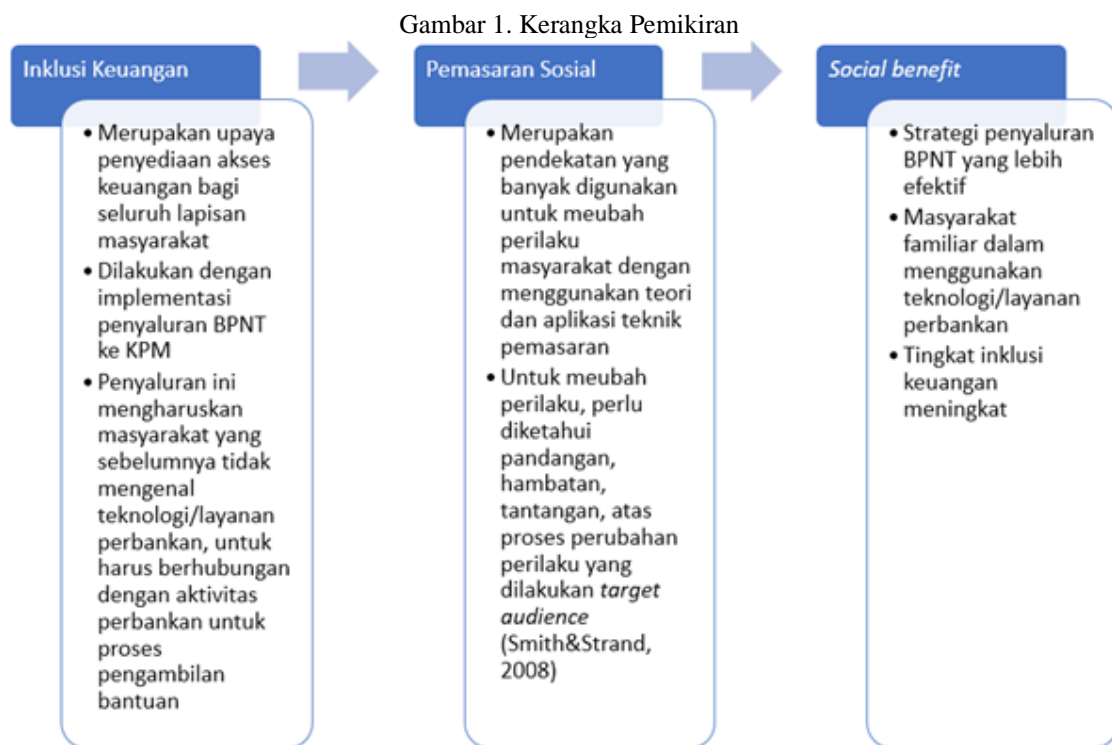 Gambar 1. Kerangka Pemikiran
Inklusi Keuangan
• Merupakan upaya
penyediaan akses
keuangan bagi
seluruh lapisan
masyarakat
• Dilakukan dengan
implementasi
penyaluran BPNT
ke KPM
• Penyaluran ini
mengharuskan
masyarakat yang
sebelumnya tidak
mengenal
teknologi/layanan
perbankan, untuk
harus berhubungan
dengan aktivitas
perbankan untuk
proses
pengambilan
bantuan
Pemasaran Sosial
• Merupakan
pendekatan yang
banyak digunakan
untuk meubah
perilaku
masyarakat dengan
menggunakan teori
dan aplikasi teknik
pemasaran
• Untuk meubah
perilaku, perlu
diketahui
pandangan,
hambatan,
tantangan, atas
proses perubahan
perilaku yang
dilakukan target
audience
(Smith&Strand,
2008)
Social benefit
• Strategi penyaluran
BPNT yang lebih
efektif
• Masyarakat
familiar dalam
menggunakan
teknologi/layanan
perbankan
• Tingkat inklusi
keuangan
meningkat